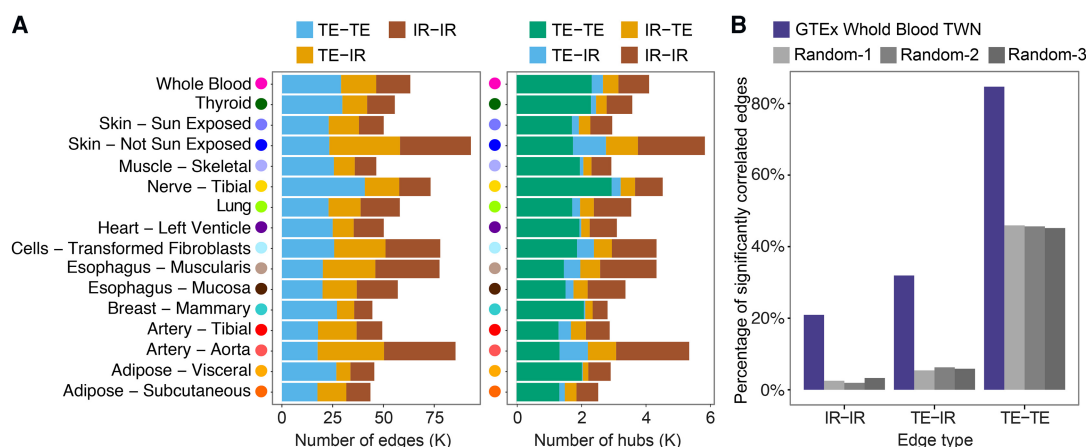 A
TE−TE IR−IR
TE−IR
TE−TE IR−TE
TE−IR IR−IR
Whole Blood
Thyroid
Skin − Sun Exposed
Skin − Not Sun Exposed
Muscle − Skeletal
Nerve − Tibial
Lung
Heart − Left Venticle
Cells − Transformed Fibroblasts
Esophagus − Muscularis
Esophagus − Mucosa
Breast − Mammary
Artery − Tibial
Artery − Aorta
Adipose − Visceral
Adipose − Subcutaneous
0 25 50 75
Number of edges (K)
0 2 4 6
Number of hubs (K)
B
GTEx Whole Blood TWN
Random−1 Random−2 Random−3
Percentage of significantly correlated edges
80%
60%
40%
20%
0%
IR−IR TE−IR TE−TE
Edge type